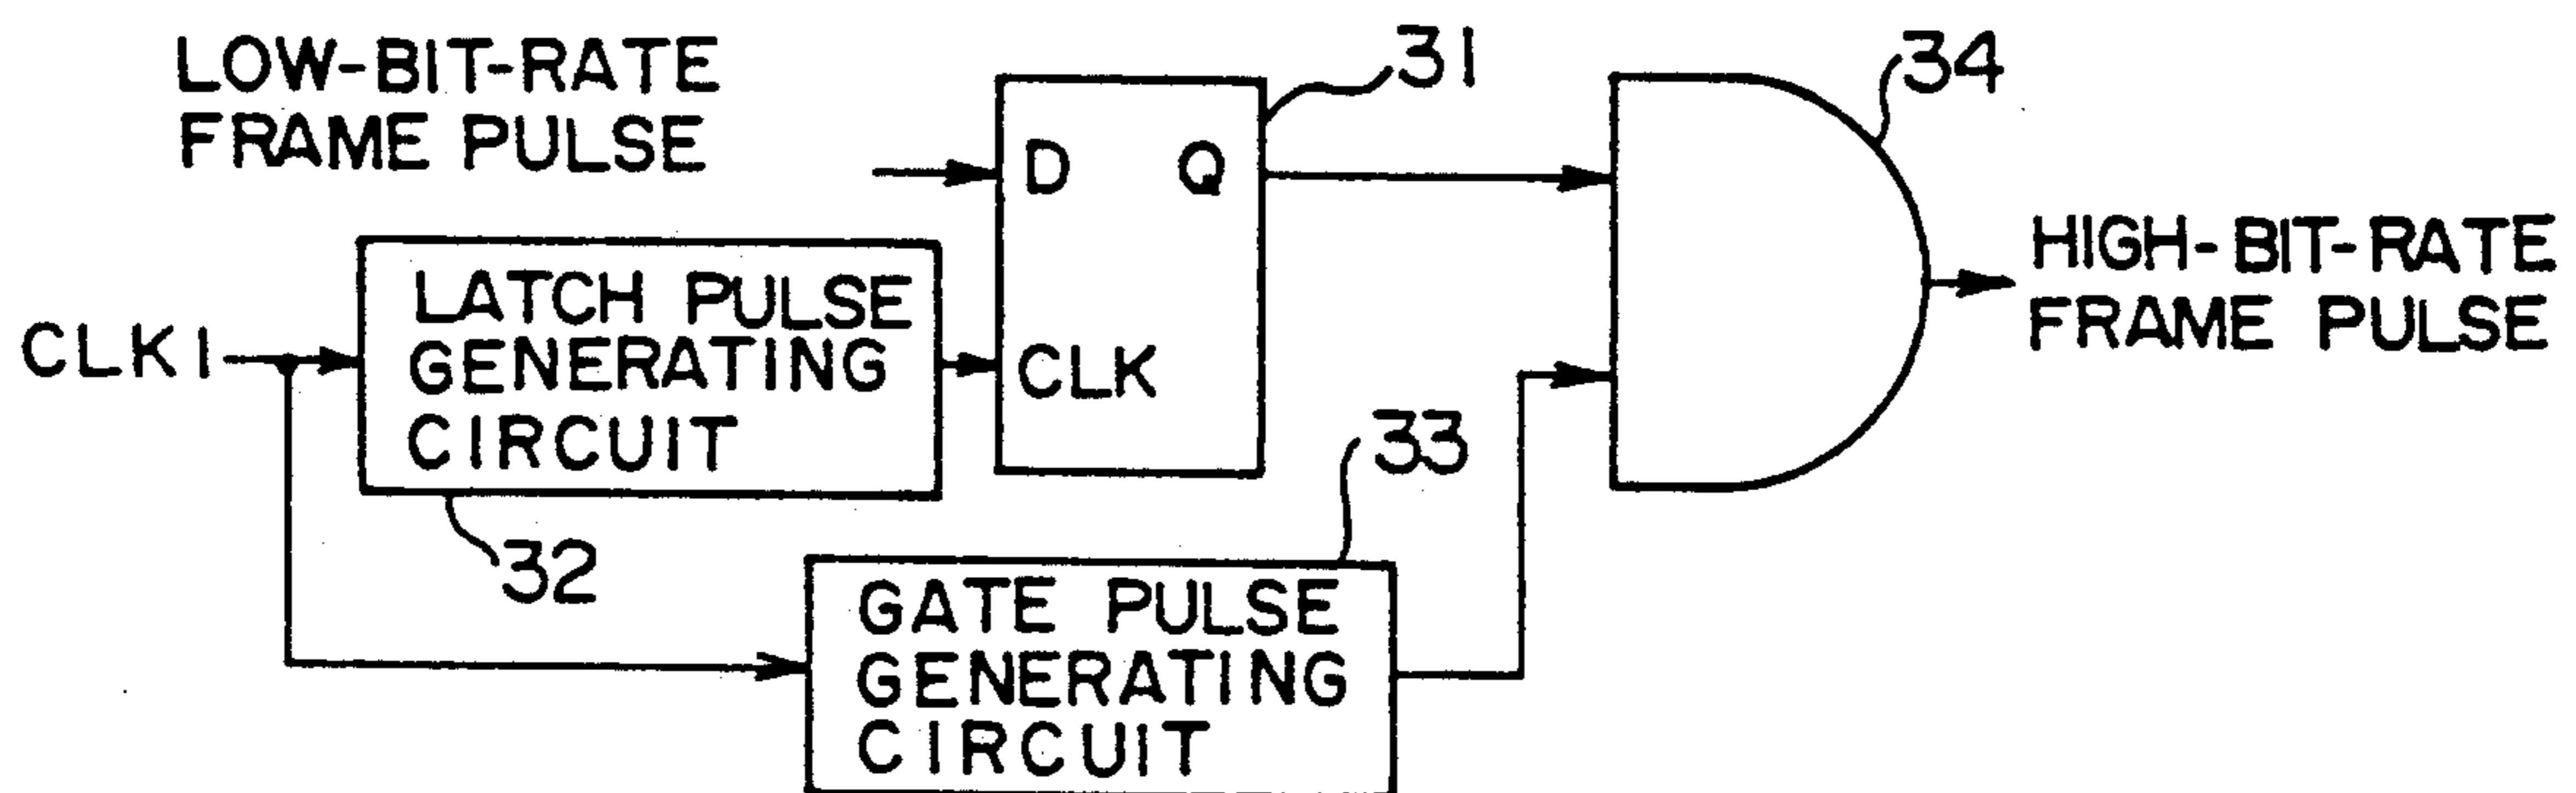 LOW-BIT-RATE
FRAME PULSE
31
34
D
Q
HIGH-BIT-RATE
FRAME PULSE
CLK1
LATCH PULSE
GENERATING
CIRCUIT
CLK
33
32
GATE PULSE
GENERATING
CIRCUIT